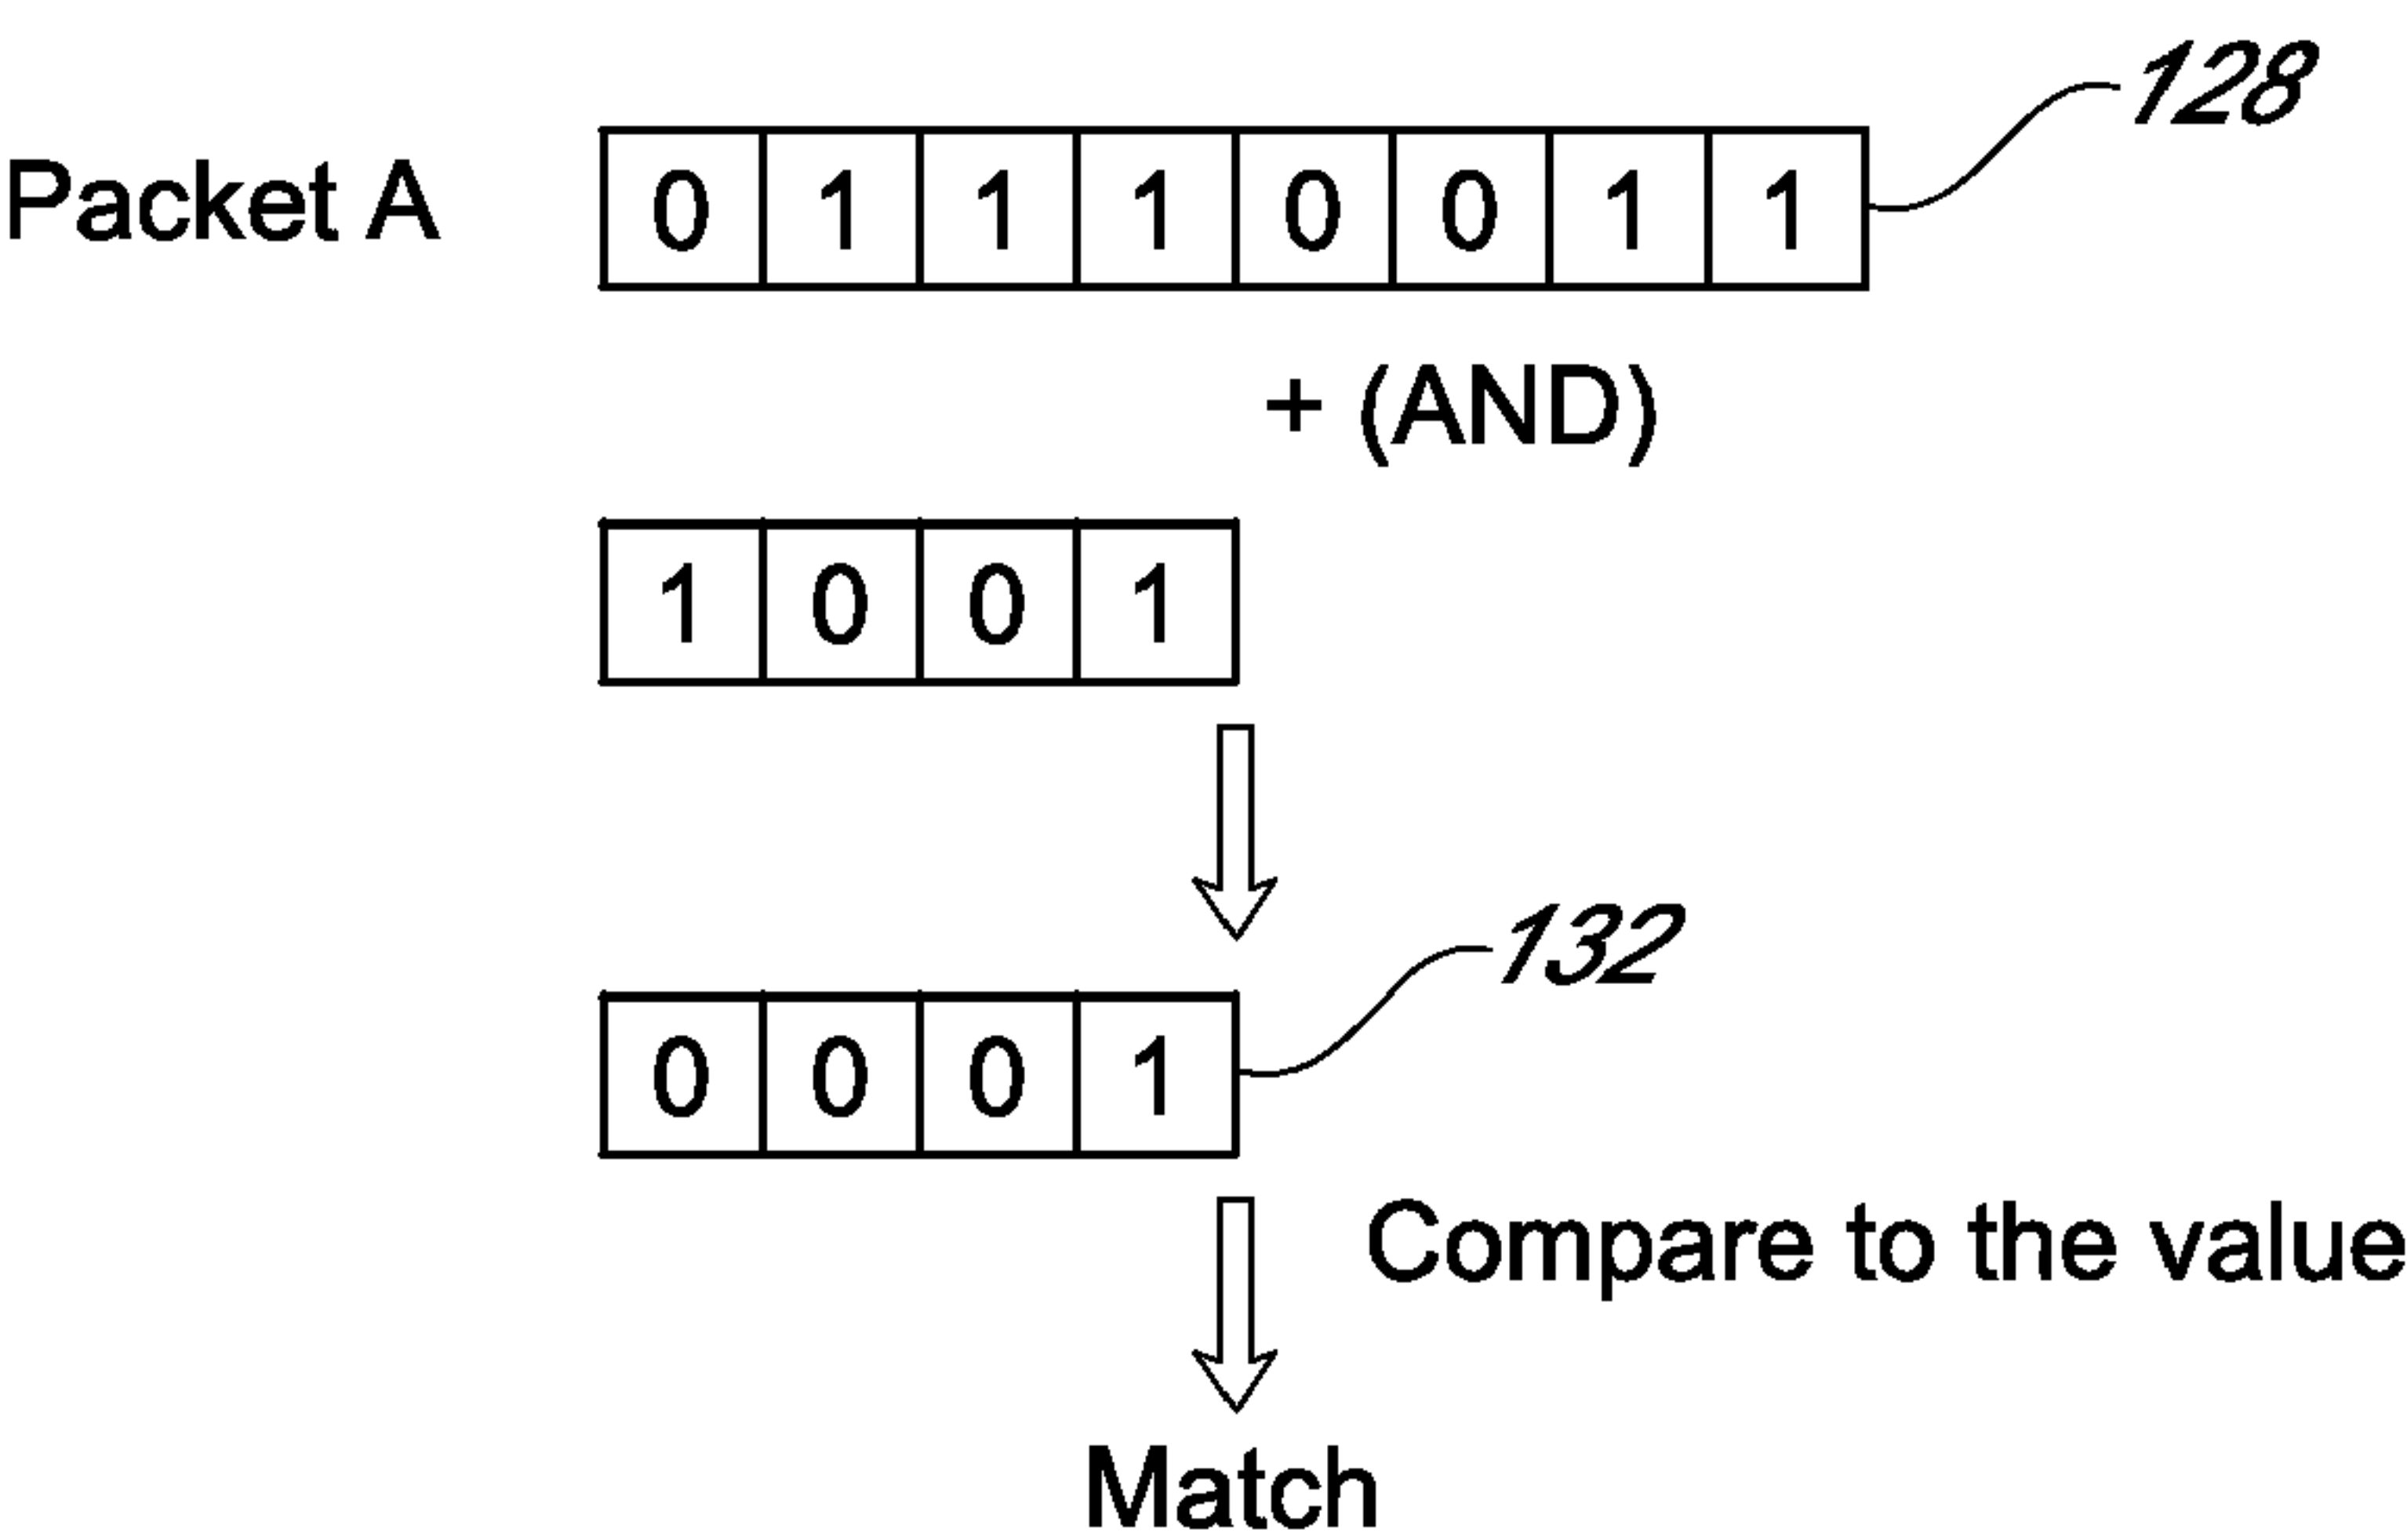 128
Packet A 0 1 1 1 0 0 1 1
+ (AND)
1 0 0 1
132
0 0 0 1
Compare to the value
Match